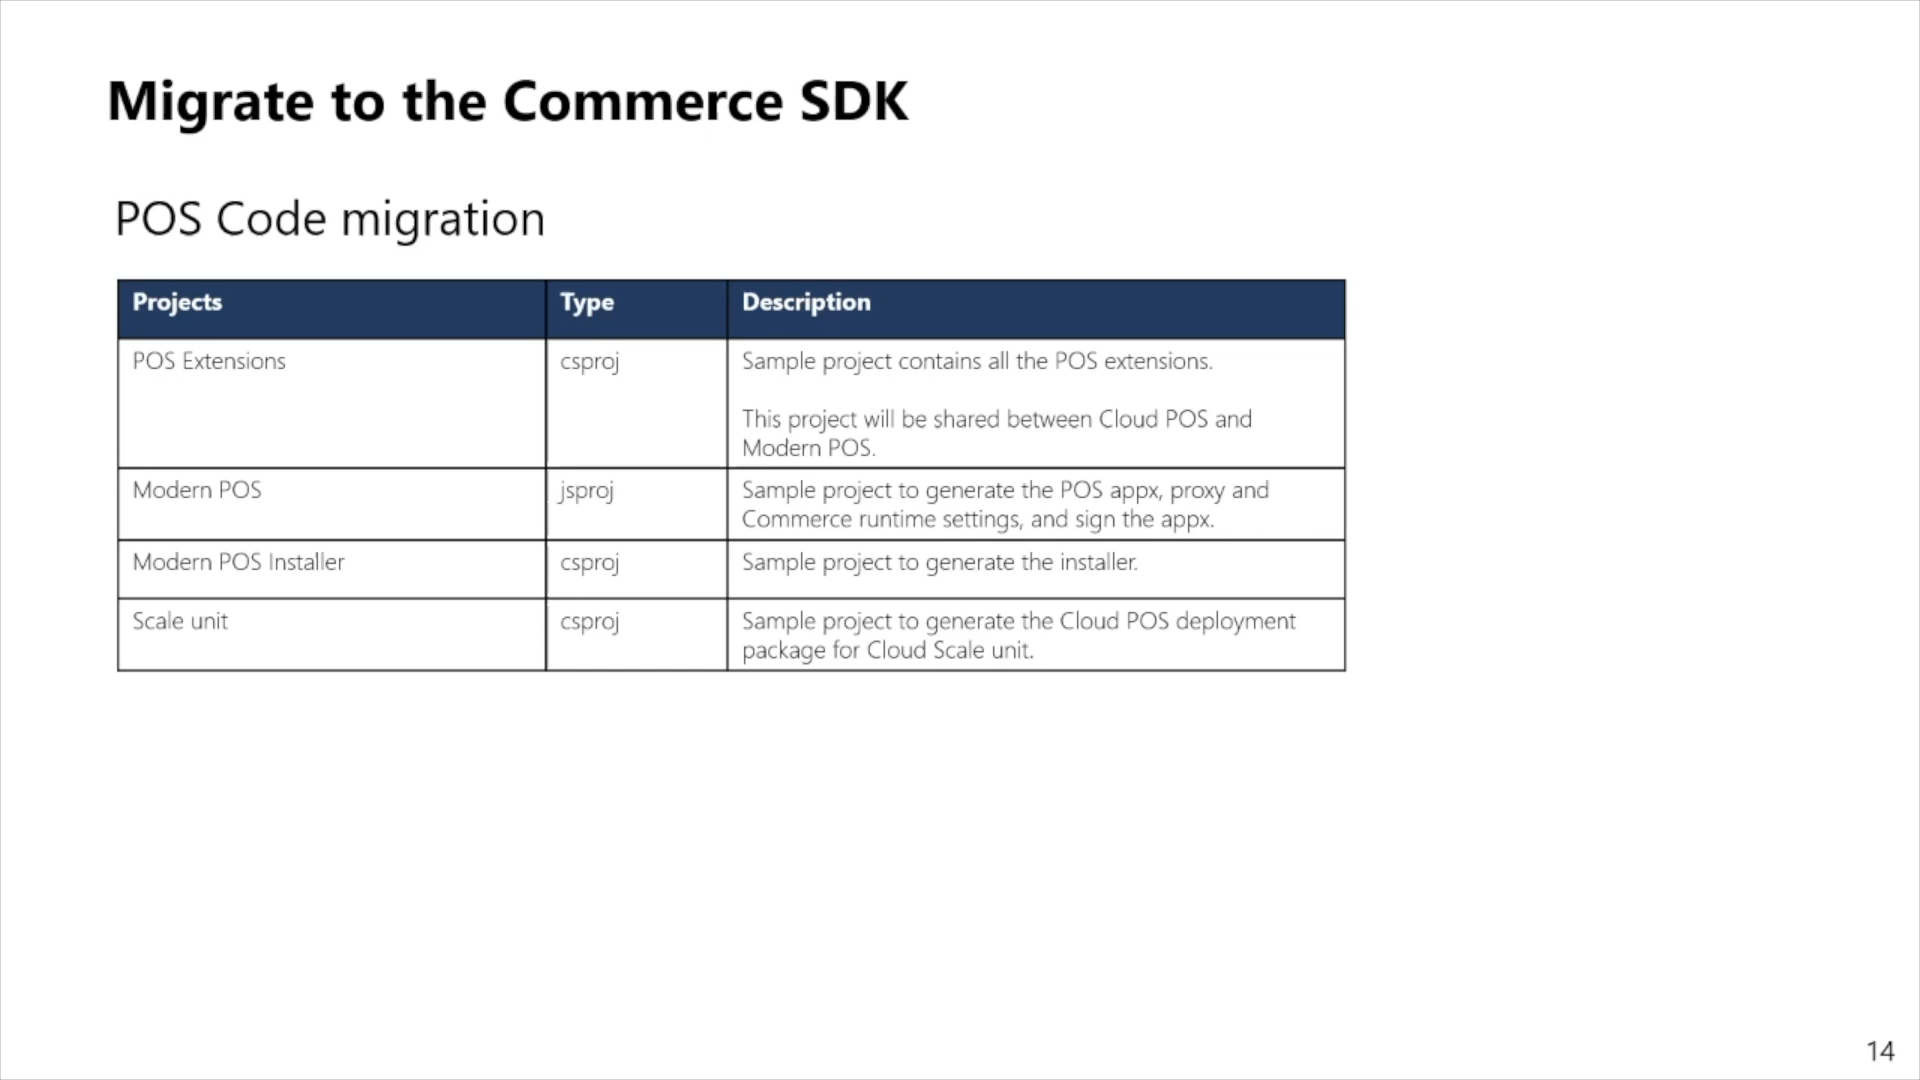 Migrate to the Commerce SDK
POS Code migration
Projects
Type
Description
POS Extensions
csproj
Sample project contains all the POS extensions.
This project will be shared between Cloud POS and
Modern POS.
Modern POS
jsproj
Sample project to generate the POS appx, proxy and
Commerce runtime settings, and sign the appx.
Modern POS Installer
csproj
Sample project to generate the installer.
Scale unit
csproj
Sample project to generate the Cloud POS deployment
package for Cloud Scale unit.
14